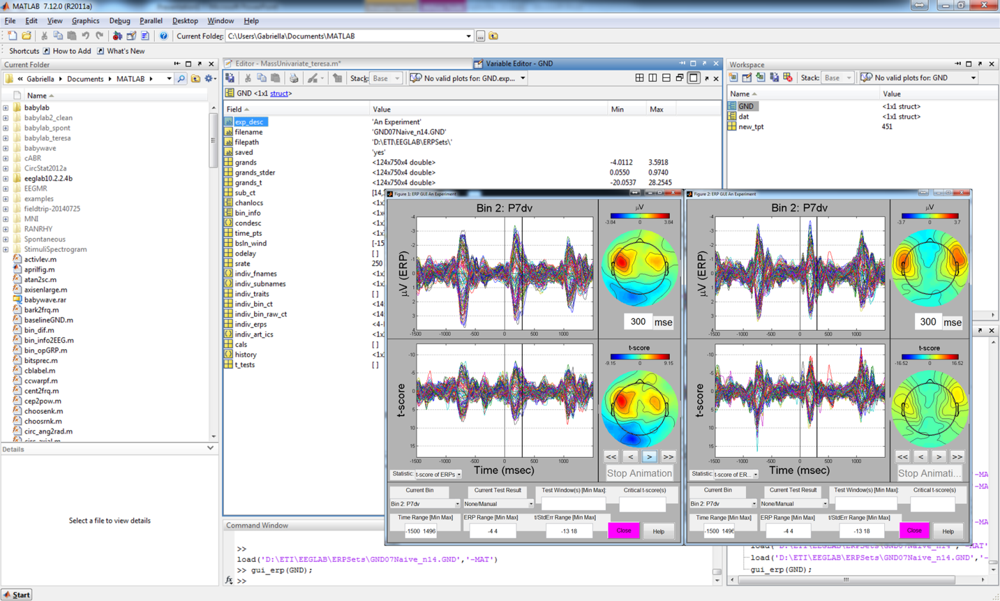 MATLAB 7.12.0 (R2011a)
File Edit View Graphics Debug Parallel Desktop Window Help
Current Folder: C:\Users\Gabriella\Documents\MATLAB
Shortcuts How to Add What's New
Current Folder
« Gabriella Documents MATLAB
Name
babylab
babylab2_clean
babylab_spont
babylab_teresa
babywave
cABR
CircStat2012a
eeglab10.2.2.4b
EEGMR
examples
fieldtrip-20140725
MNI
RANRHY
Spontaneous
StimuliSpectrogram
activlev.m
aprilfig.m
atan2sc.m
axisenlarge.m
babywave.rar
bark2frq.m
baselineGND.m
bin_dif.m
bin_info2EEG.m
bin_opGRP.m
bitsprec.m
cblabel.m
ccwarpf.m
cent2frq.m
cep2pow.m
choosenk.m
choosrnk.m
circ_ang2rad.m
circ_axial.m
Details
Select a file to view details
Start
Editor - MassUnivariate_teresa.m*
Variable Editor - GND
Stack: Base No valid plots for: GND.exp...
GND <1x1 struct>
Field Value Min Max
exp_desc 'An Experiment'
filename 'GND07Naive_n14.GND'
filepath 'D:\ETI\EEGLAB\ERPSets\'
saved 'yes'
grands <124x750x4 double> -4.0112 3.5918
grands_stder <124x750x4 double> 0.0550 0.9740
grands_t <124x750x4 double> -20.0537 28.2545
sub_ct [14,
chanlocs <1x
bin_info <1x
condesc <1x
time_pts <1x
bsln_wind [-15
odelay [ ]
srate 250
indiv_fnames <1x
indiv_subnames <1x
indiv_traits [ ]
indiv_bin_ct <14
indiv_bin_raw_ct <14
indiv_erps <4-
indiv_art_ics <1x
cals [ ]
history <1x
t_tests [ ]
Command Window
>>
load('D:\ETI\EEGLAB\ERPSets\GND07Naive_n14.GND','-MAT')
>> gui_erp(GND);
fx >>
Workspace
Stack: Base No valid plots for: GND
Name Value
GND <1x1 struct>
dat <1x1 struct>
new_tpt 451
Figure 1: ERP GUI An Experiment
Bin 2: P7dv
µV (ERP)
-4
-3
-2
-1
0
1
2
3
4
-1500 -1000 -500 0 500 1000
µV
-3.84 0 3.84
300 mse
t-score
-10
-5
0
5
10
15
-1500 -1000 -500 0 500 1000
Time (msec)
t-score
-9.15 0 9.15
<< < > >>
Stop Animation
Statistic: t-score of ERPs
Current Bin Current Test Result Test Window(s) [Min Max]: Critical t-score(s)
Bin 2: P7dv None/Manual
Time Range [Min Max] ERP Range [Min Max] t/StdErr Range [Min Max]
-1500 1496 -4 4 -13 18 Close Help
Figure 2: ERP GUI An Experiment
Bin 2: P7dv
µV (ERP)
-4
-3
-2
-1
0
1
2
3
4
-1500 -1000 -500 0 500 1000
µV
-3.7 0 3.7
300 mse
t-score
-10
-5
0
5
10
15
-1500 -1000 -500 0 500 1000
Time (msec)
t-score
-16.52 0 16.52
<< < > >>
Stop Animati...
Statistic: t-score of ER...
Current Bin Current Test Result Test Window(s) [Min Max]: Critical t-score(s)
Bin 2: P7dv None/Manual
Time Range [Min Max] ERP Range [Min Max] t/StdErr Range [Min Max]
-1500 1496 -4 4 -13 18 Close Help
-MA
-MA
-MA
load('D:\ETI\EEGLAB\ERPSets\GND07Naive_n14','-MAT'
load('D:\ETI\EEGLAB\ERPSets\GND07Naive_n14.GND','-
gui_erp(GND);